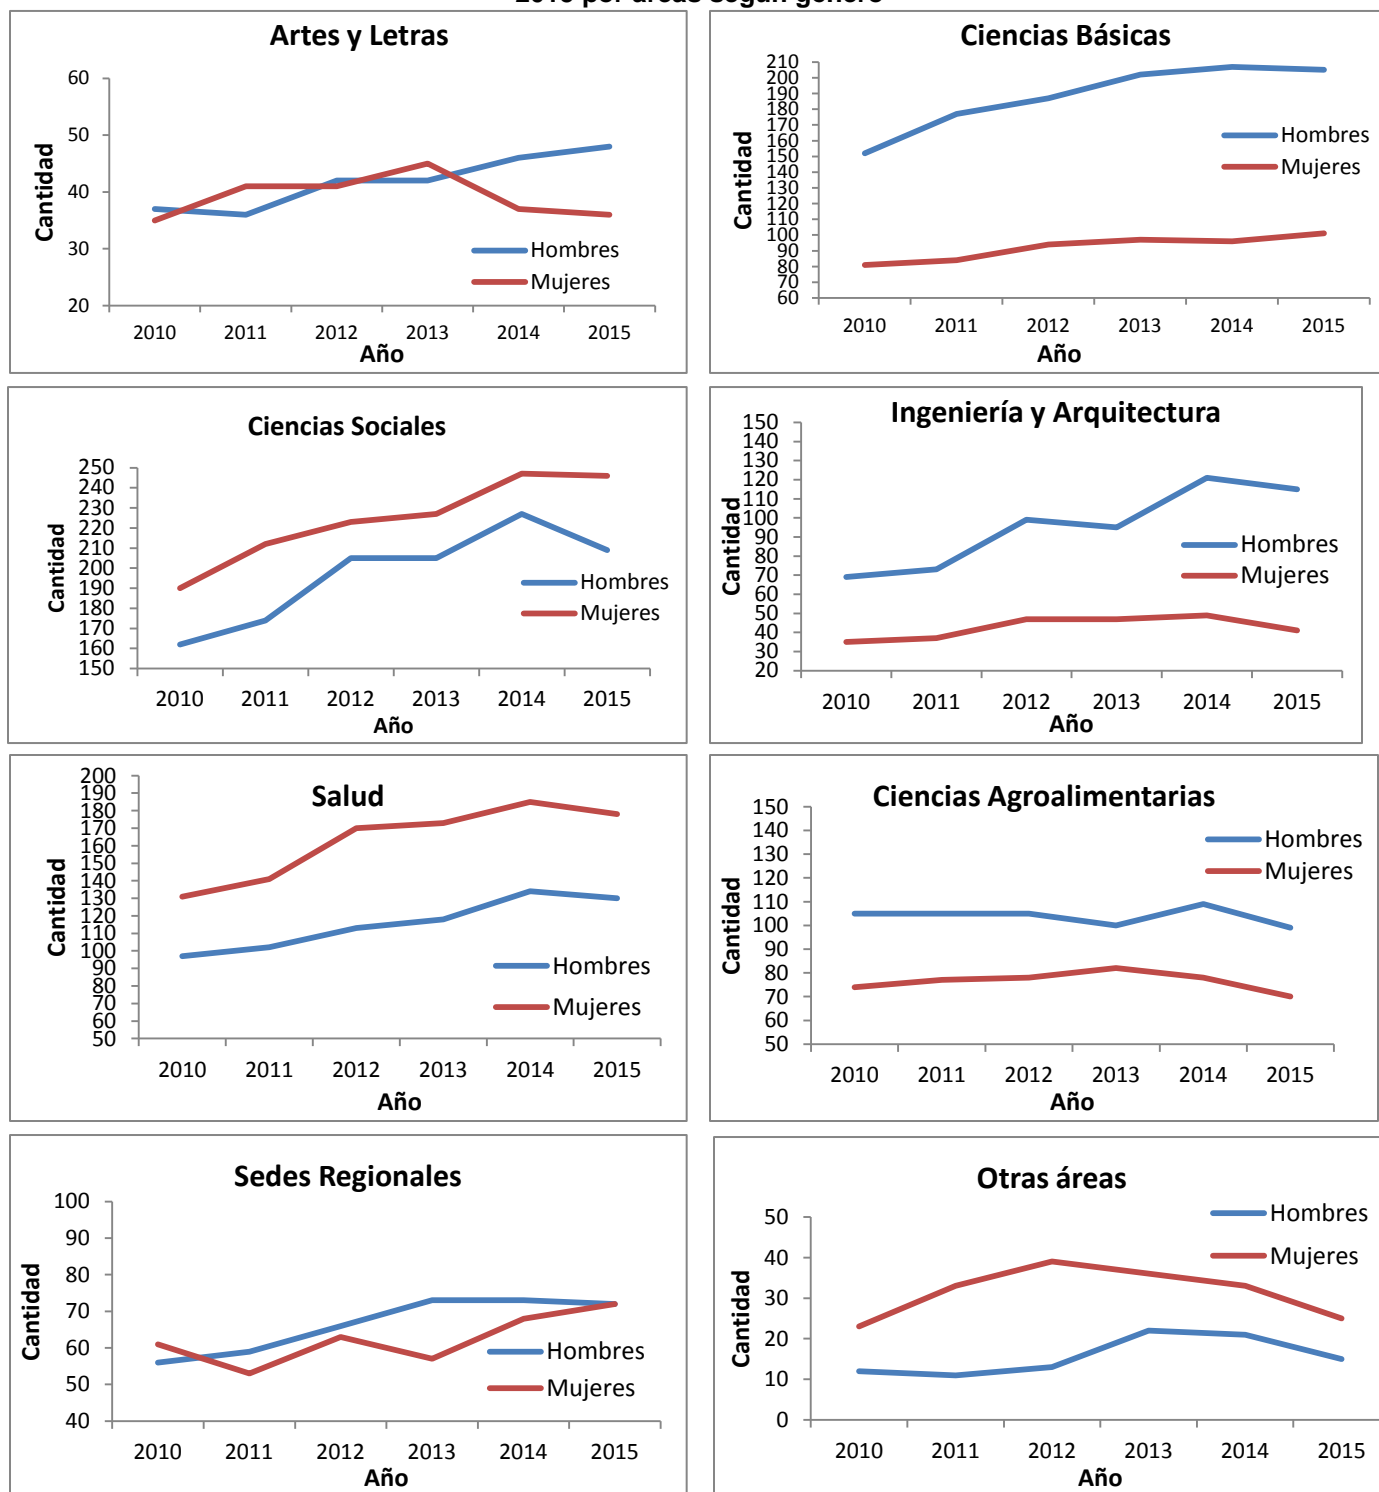 2015 por áreas según género
Artes y Letras
60
50
40
30
20
Cantidad
Hombres
Mujeres
2010 2011 2012 2013 2014 2015
Año
Ciencias Básicas
210
200
190
180
170
160
150
140
130
120
110
100
90
80
70
60
Cantidad
Hombres
Mujeres
2010 2011 2012 2013 2014 2015
Año
Ciencias Sociales
250
240
230
220
210
200
190
180
170
160
150
Cantidad
Hombres
Mujeres
2010 2011 2012 2013 2014 2015
Año
Ingeniería y Arquitectura
150
140
130
120
110
100
90
80
70
60
50
40
30
20
Cantidad
Hombres
Mujeres
2010 2011 2012 2013 2014 2015
Año
Salud
200
190
180
170
160
150
140
130
120
110
100
90
80
70
60
50
Cantidad
Hombres
Mujeres
2010 2011 2012 2013 2014 2015
Año
Ciencias Agroalimentarias
150
140
130
120
110
100
90
80
70
60
50
Cantidad
Hombres
Mujeres
2010 2011 2012 2013 2014 2015
Año
Sedes Regionales
100
90
80
70
60
50
40
Cantidad
Hombres
Mujeres
2010 2011 2012 2013 2014 2015
Año
Otras áreas
50
40
30
20
10
0
Cantidad
Hombres
Mujeres
2010 2011 2012 2013 2014 2015
Año